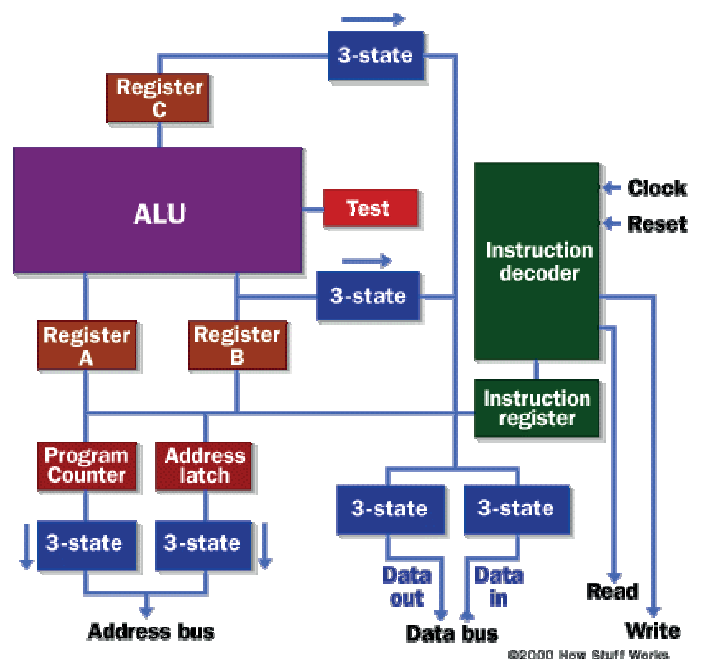 3-state
Register
C
ALU
Test
Clock
Reset
Instruction
decoder
3-state
Register
A
Register
B
Instruction
register
Program
Counter
Address
latch
3-state
3-state
3-state
3-state
Data
out
Data
in
Read
Address bus
Data bus
Write
©2000 How Stuff Works